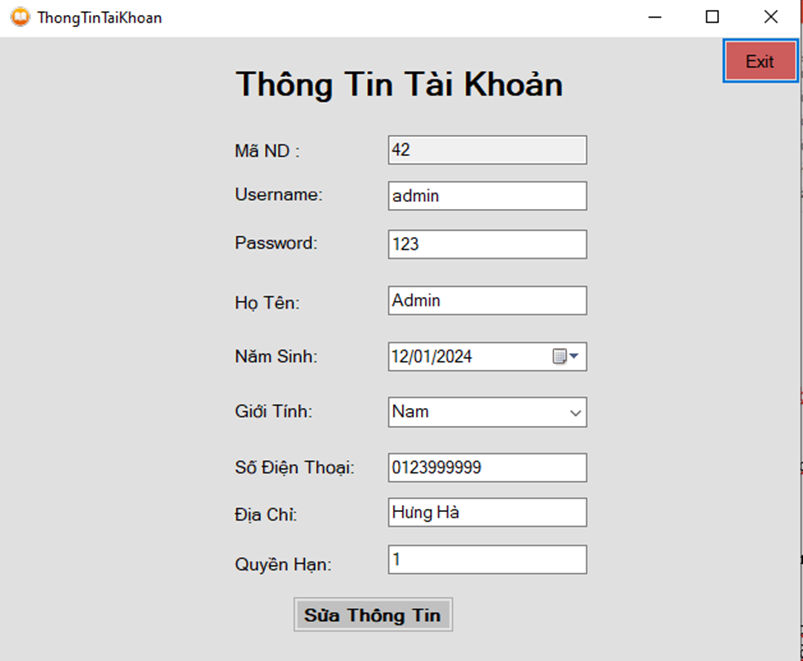 ThongTinTaiKhoan
Exit
Thông Tin Tài Khoản
Mã ND : 42
Username: admin
Password: 123
Họ Tên: Admin
Năm Sinh: 12/01/2024
Giới Tính: Nam
Số Điện Thoại: 0123999999
Địa Chỉ: Hưng Hà
Quyền Hạn: 1
Sửa Thông Tin